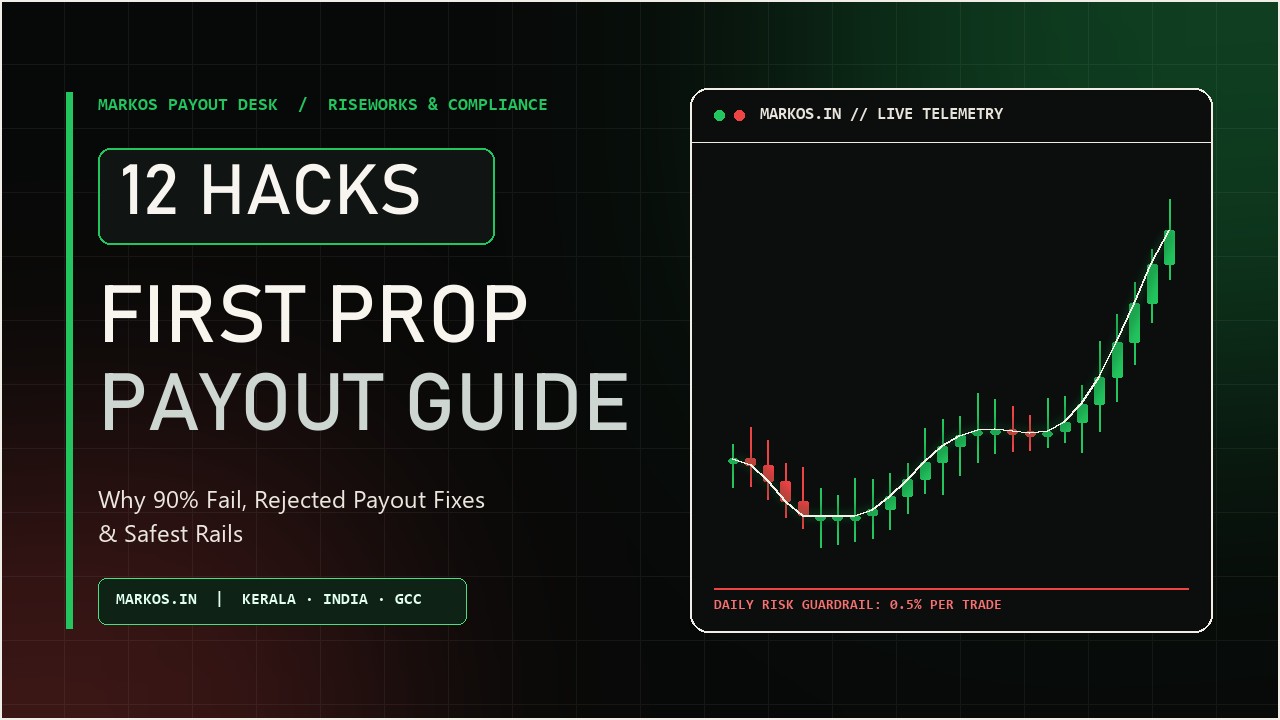 MARKOS PAYOUT DESK / RISEWORKS & COMPLIANCE
12 HACKS
FIRST PROP
PAYOUT GUIDE
Why 90% Fail, Rejected Payout Fixes
& Safest Rails
MARKOS.IN | KERALA · INDIA · GCC
MARKOS.IN // LIVE TELEMETRY
DAILY RISK GUARDRAIL: 0.5% PER TRADE